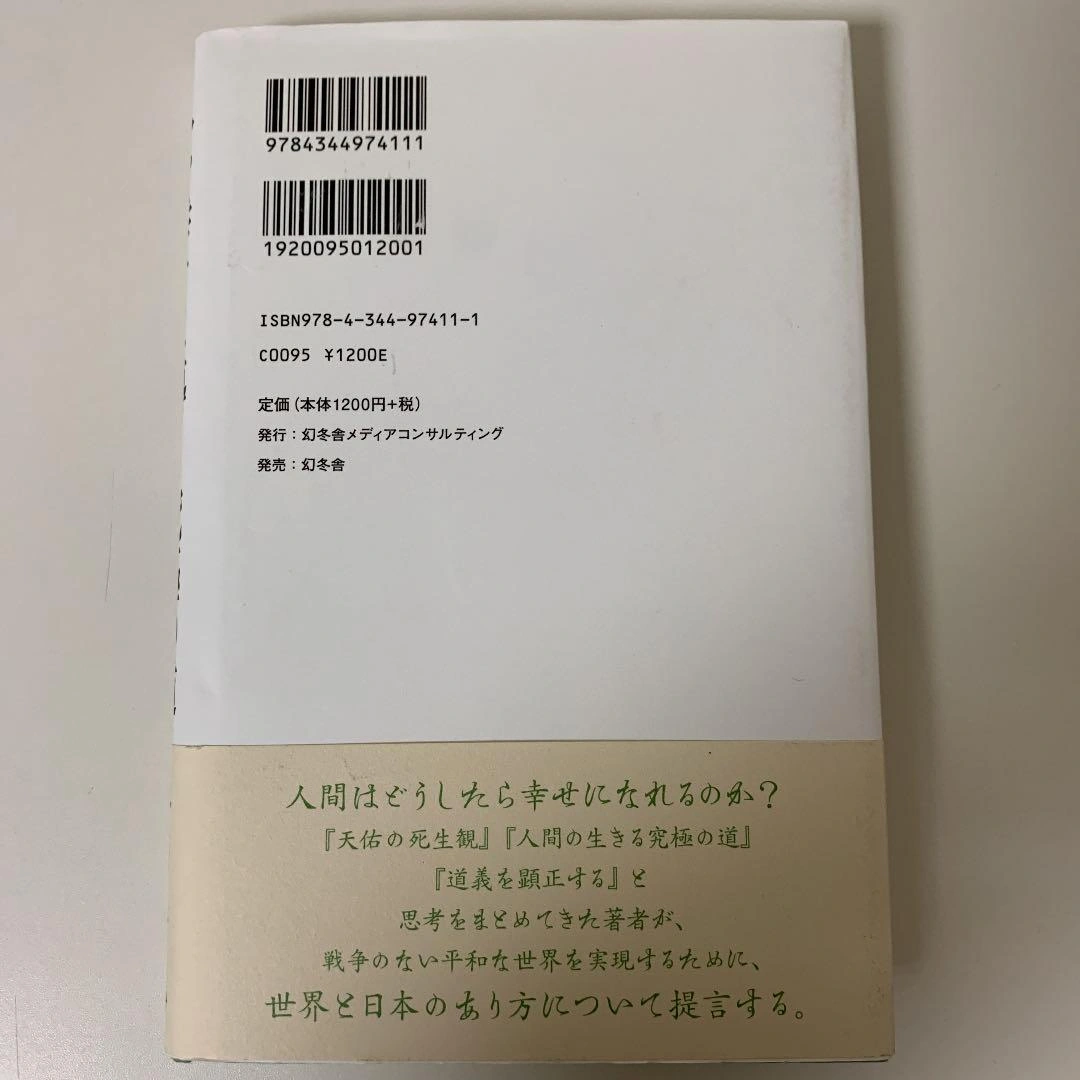 9784344974111
1920095012001
ISBN978-4-344-97411-1
C0095 ¥1200E
定価(本体1200円+税)
発行:幻冬舎メディアコンサルティング
発売:幻冬舎
人間はどうしたら幸せになれるのか?
『天佑の死生観』『人間の生きる究極の道』
『道義を顕正する』と
思考をまとめてきた著者が、
戦争のない平和な世界を実現するために、
世界と日本のあり方について提言する。